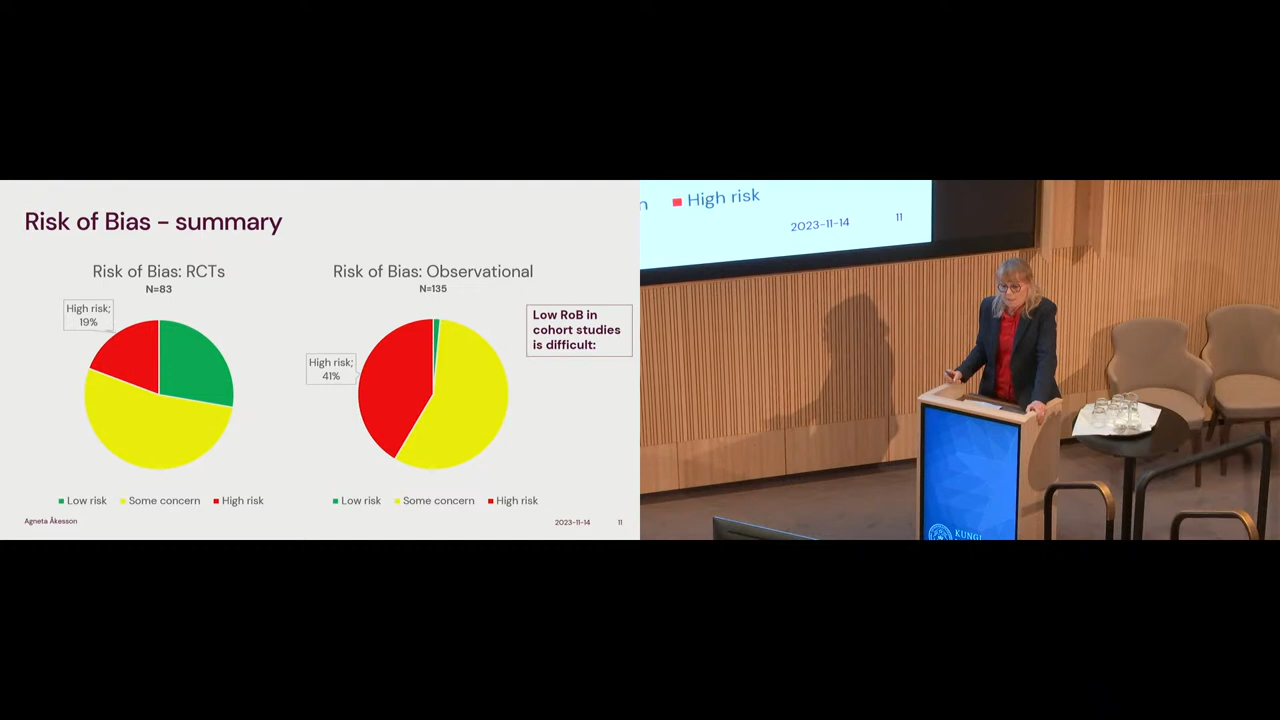 Risk of Bias - summary
Risk of Bias: RCTs
N=83
High risk;
19%
Low risk
Some concern
High risk
Risk of Bias: Observational
N=135
High risk;
41%
Low risk
Some concern
High risk
Low RoB in
cohort studies
is difficult:
Agneta Åkesson
2023-11-14
11
n
High risk
2023-11-14
11
KUNGL